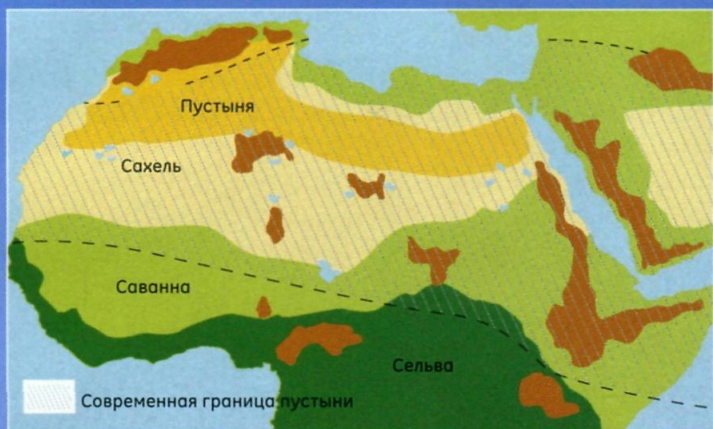 Пустыня
Сахель
Саванна
Сельва
Современная граница пустыни